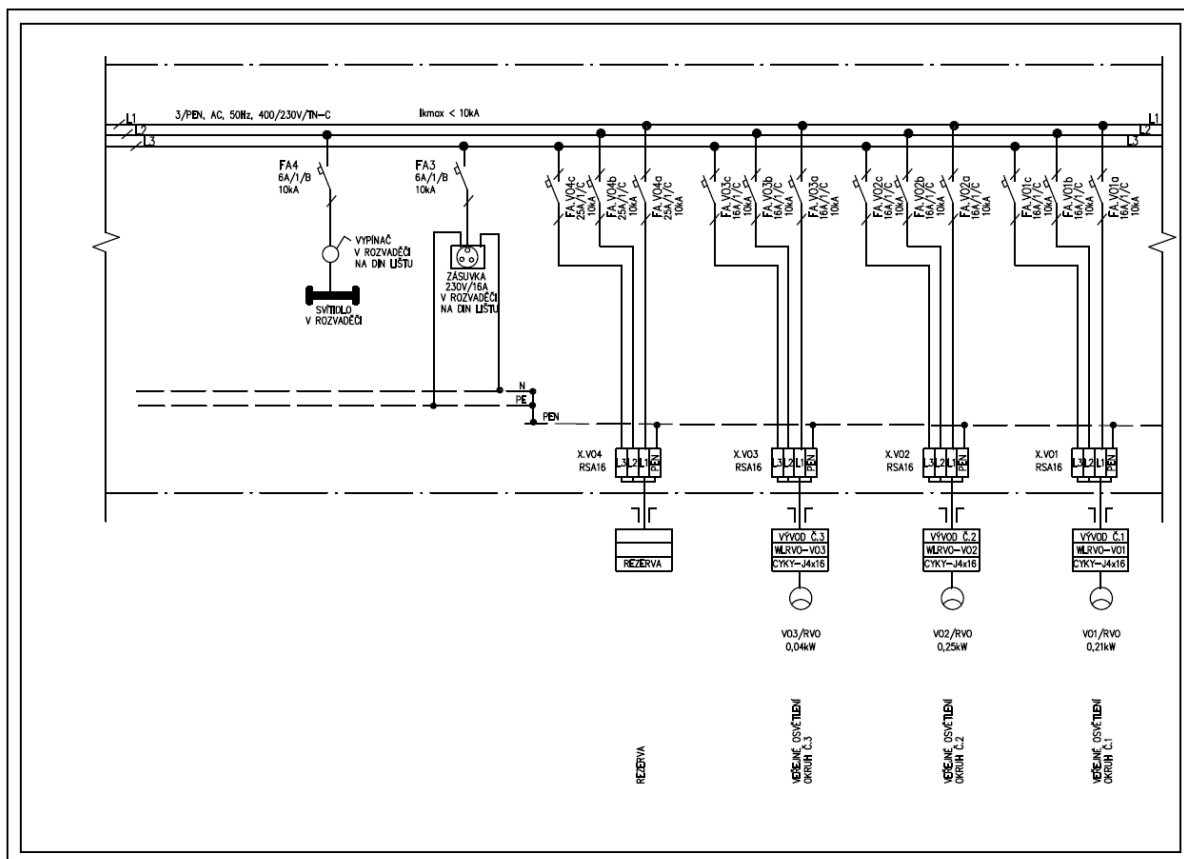 3/PEN, AC, 50Hz, 400/230V/TN-C
Ikmax < 10kA
L1
L2
L3
L1
L2
L3
FA4
6A/1/B
10kA
FA3
6A/1/B
10kA
FA.VO4c
25A/1/C
10kA
FA.VO4b
25A/1/C
10kA
FA.VO4a
25A/1/C
10kA
FA.VO3c
16A/1/C
10kA
FA.VO3b
16A/1/C
10kA
FA.VO3a
16A/1/C
10kA
FA.VO2c
16A/1/C
10kA
FA.VO2b
16A/1/C
10kA
FA.VO2a
16A/1/C
10kA
FA.VO1c
16A/1/C
10kA
FA.VO1b
16A/1/C
10kA
FA.VO1a
16A/1/C
10kA
VYPÍNAČ
V ROZVADĚČI
NA DIN LIŠTU
SVÍTIDLO
V ROZVADĚČI
ZÁSUVKA
230V/16A
V ROZVADĚČI
NA DIN LIŠTU
N
PE
PEN
X.VO4
RSA16
L3 L2 L1 PEN
X.VO3
RSA16
L3 L2 L1 PEN
X.VO2
RSA16
L3 L2 L1 PEN
X.VO1
RSA16
L3 L2 L1 PEN
REZERVA
VÝVOD Č.3
WLRVO-VO3
CYKY-J4x16
VÝVOD Č.2
WLRVO-VO2
CYKY-J4x16
VÝVOD Č.1
WLRVO-VO1
CYKY-J4x16
VO3/RVO
0,04kW
VO2/RVO
0,25kW
VO1/RVO
0,21kW
REZERVA
VEŘEJNÉ OSVĚTLENÍ
OKRUH Č.3
VEŘEJNÉ OSVĚTLENÍ
OKRUH Č.2
VEŘEJNÉ OSVĚTLENÍ
OKRUH Č.1